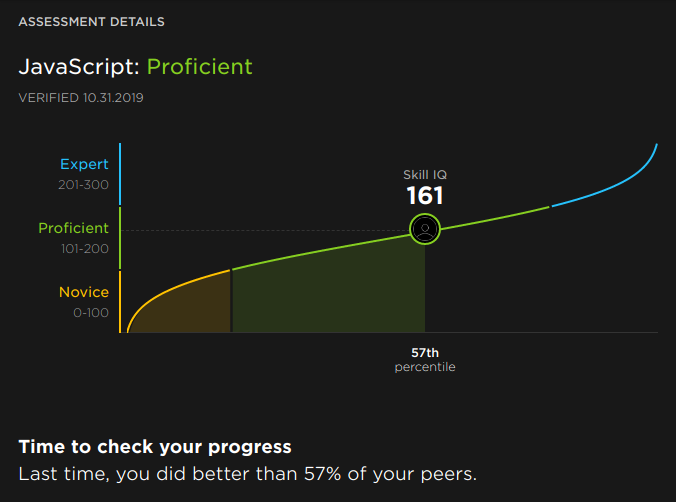 ASSESSMENT DETAILS
JavaScript: Proficient
VERIFIED 10.31.2019
Expert
201-300
Proficient
101-200
Novice
0-100
Skill IQ
161
57th
percentile
Time to check your progress
Last time, you did better than 57% of your peers.